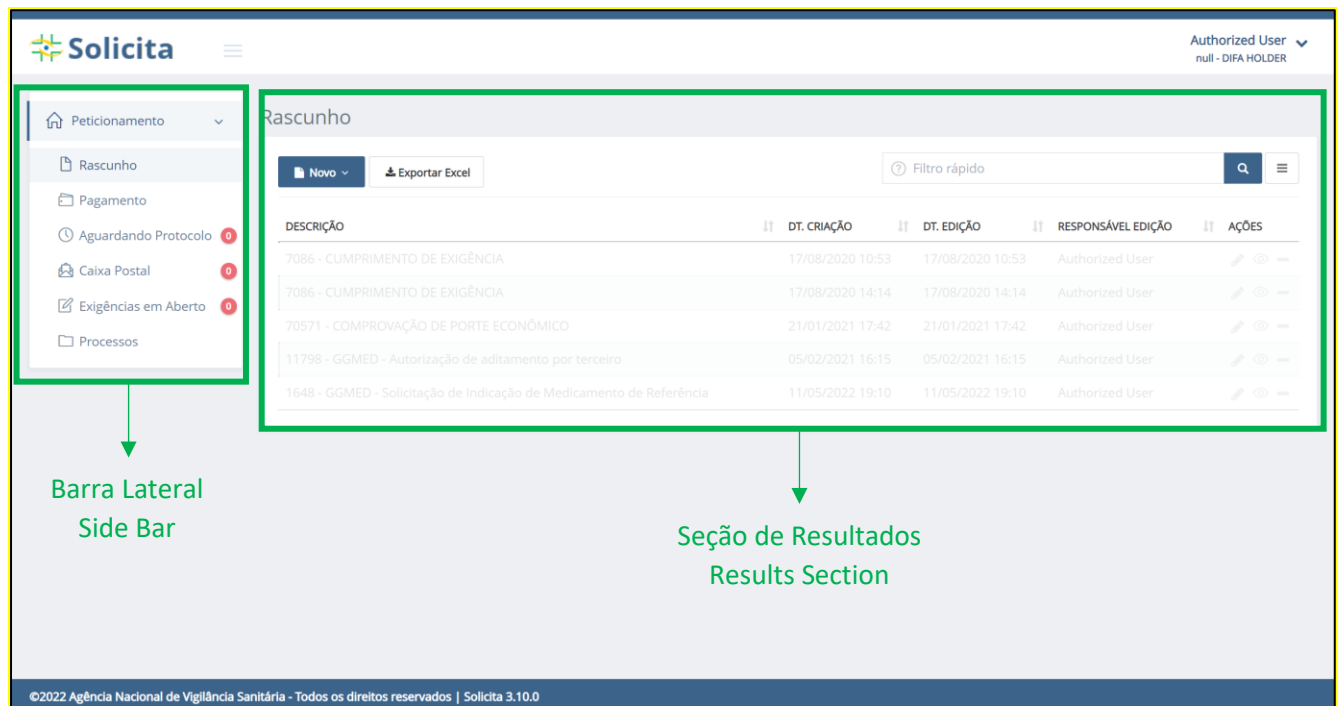 Solicita
Authorized User
null - DIFA HOLDER
Peticionamento
Rascunho
Pagamento
Aguardando Protocolo 0
Caixa Postal 0
Exigências em Aberto 0
Processos
Rascunho
Novo Exportar Excel Filtro rápido
DESCRIÇÃO DT. CRIAÇÃO DT. EDIÇÃO RESPONSÁVEL EDIÇÃO AÇÕES
7086 - CUMPRIMENTO DE EXIGÊNCIA 17/08/2020 10:53 17/08/2020 10:53 Authorized User
7086 - CUMPRIMENTO DE EXIGÊNCIA 17/08/2020 14:14 17/08/2020 14:14 Authorized User
70571 - COMPROVAÇÃO DE PORTE ECONÔMICO 21/01/2021 17:42 21/01/2021 17:42 Authorized User
11798 - GGMED - Autorização de aditamento por terceiro 05/02/2021 16:15 05/02/2021 16:15 Authorized User
1648 - GGMED - Solicitação de Indicação de Medicamento de Referência 11/05/2022 19:10 11/05/2022 19:10 Authorized User
Barra Lateral
Side Bar
Seção de Resultados
Results Section
©2022 Agência Nacional de Vigilância Sanitária - Todos os direitos reservados | Solicita 3.10.0